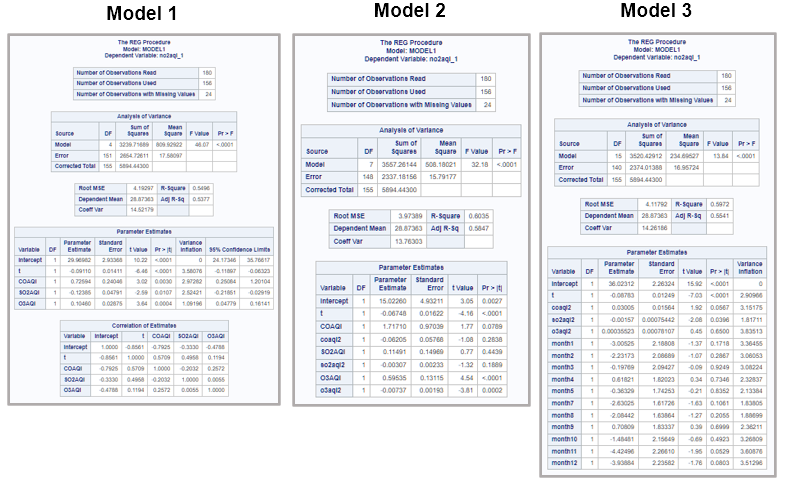 Model 1
The REG Procedure
Model: MODEL1
Dependent Variable: no2aqi_1
Number of Observations Read 180
Number of Observations Used 156
Number of Observations with Missing Values 24
Analysis of Variance
Source DF Sum of Squares Mean Square F Value Pr > F
Model 4 3239.71689 809.92922 46.07 <.0001
Error 151 2654.72611 17.58097
Corrected Total 155 5894.44300
Root MSE 4.19297 R-Square 0.5496
Dependent Mean 28.87363 Adj R-Sq 0.5377
Coeff Var 14.52179
Parameter Estimates
Variable DF Parameter Estimate Standard Error t Value Pr > |t| Variance Inflation 95% Confidence Limits
Intercept 1 29.96982 2.93368 10.22 <.0001 0 24.17346 35.76617
t 1 -0.09110 0.01411 -6.46 <.0001 3.58076 -0.11897 -0.06323
COAQI 1 0.72594 0.24046 3.02 0.0030 2.97282 0.25084 1.20104
SO2AQI 1 -0.12385 0.04791 -2.59 0.0107 2.52421 -0.21851 -0.02919
O3AQI 1 0.10460 0.02875 3.64 0.0004 1.09196 0.04779 0.16141
Correlation of Estimates
Variable Intercept t COAQI SO2AQI O3AQI
Intercept 1.0000 -0.8561 -0.7925 -0.3330 -0.4788
t -0.8561 1.0000 0.5709 0.4958 0.1194
COAQI -0.7925 0.5709 1.0000 -0.2032 0.2572
SO2AQI -0.3330 0.4958 -0.2032 1.0000 0.0055
O3AQI -0.4788 0.1194 0.2572 0.0055 1.0000
Model 2
The REG Procedure
Model: MODEL1
Dependent Variable: no2aqi_1
Number of Observations Read 180
Number of Observations Used 156
Number of Observations with Missing Values 24
Analysis of Variance
Source DF Sum of Squares Mean Square F Value Pr > F
Model 7 3557.26144 508.18021 32.18 <.0001
Error 148 2337.18156 15.79177
Corrected Total 155 5894.44300
Root MSE 3.97389 R-Square 0.6035
Dependent Mean 28.87363 Adj R-Sq 0.5847
Coeff Var 13.76303
Parameter Estimates
Variable DF Parameter Estimate Standard Error t Value Pr > |t|
Intercept 1 15.02260 4.93211 3.05 0.0027
t 1 -0.06748 0.01622 -4.16 <.0001
COAQI 1 1.71710 0.97039 1.77 0.0789
coaqi2 1 -0.06205 0.05768 -1.08 0.2838
SO2AQI 1 0.11491 0.14969 0.77 0.4439
so2aqi2 1 -0.00307 0.00233 -1.32 0.1889
O3AQI 1 0.59535 0.13115 4.54 <.0001
o3aqi2 1 -0.00737 0.00193 -3.81 0.0002
Model 3
The REG Procedure
Model: MODEL1
Dependent Variable: no2aqi_1
Number of Observations Read 180
Number of Observations Used 156
Number of Observations with Missing Values 24
Analysis of Variance
Source DF Sum of Squares Mean Square F Value Pr > F
Model 15 3520.42912 234.69527 13.84 <.0001
Error 140 2374.01388 16.95724
Corrected Total 155 5894.44300
Root MSE 4.11792 R-Square 0.5972
Dependent Mean 28.87363 Adj R-Sq 0.5541
Coeff Var 14.26186
Parameter Estimates
Variable DF Parameter Estimate Standard Error t Value Pr > |t| Variance Inflation
Intercept 1 36.02312 2.26324 15.92 <.0001 0
t 1 -0.08783 0.01249 -7.03 <.0001 2.90966
coaqi2 1 0.03005 0.01564 1.92 0.0567 3.15175
so2aqi2 1 -0.00157 0.00075442 -2.08 0.0396 1.81711
o3aqi2 1 0.00035523 0.00078107 0.45 0.6500 3.83513
month1 1 -3.00525 2.18808 -1.37 0.1718 3.36455
month2 1 -2.23173 2.08689 -1.07 0.2867 3.06053
month3 1 -0.19769 2.09427 -0.09 0.9249 3.08224
month4 1 0.61821 1.82023 0.34 0.7346 2.32837
month5 1 -0.36329 1.74253 -0.21 0.8352 2.13384
month7 1 -2.63025 1.61726 -1.63 0.1061 1.83805
month8 1 -2.08442 1.63864 -1.27 0.2055 1.88699
month9 1 0.70809 1.83337 0.39 0.6999 2.36211
month10 1 -1.48461 2.15649 -0.69 0.4923 3.26809
month11 1 -4.42496 2.26610 -1.95 0.0529 3.60876
month12 1 -3.93884 2.23582 -1.76 0.0803 3.51296